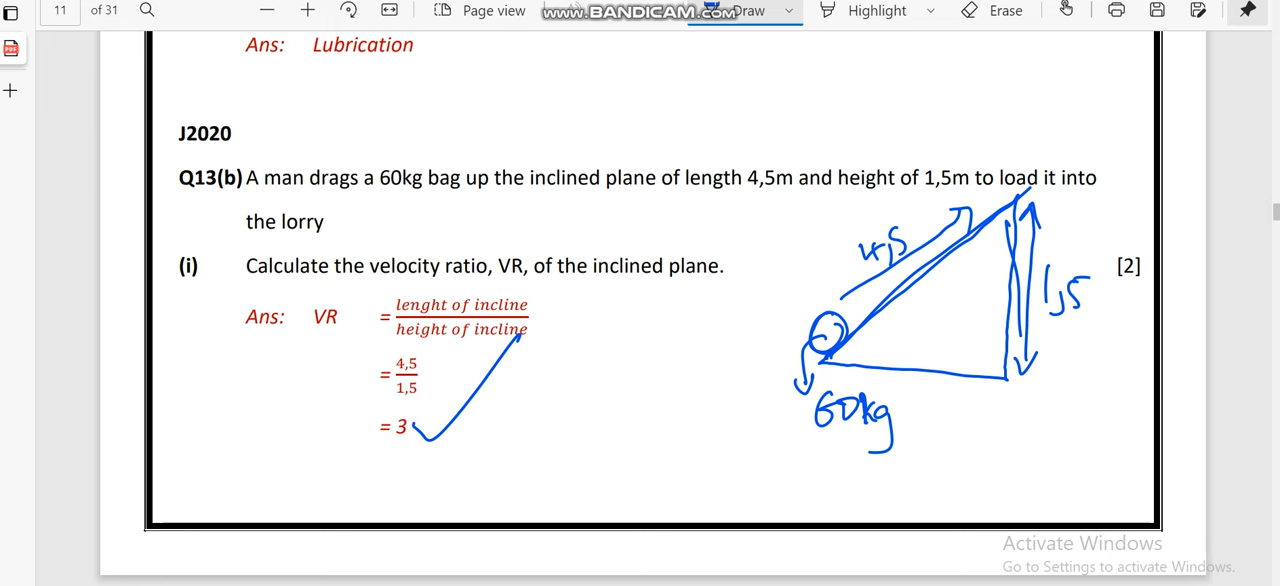 11 of 31 Page view Draw Highlight Erase
www.BANDICAM.com
PDF
Ans: Lubrication
J2020
Q13(b) A man drags a 60kg bag up the inclined plane of length 4,5m and height of 1,5m to load it into
the lorry
(i) Calculate the velocity ratio, VR, of the inclined plane. [2]
4,5
1,5
60kg
Ans: VR = lenght of incline
height of incline
= 4,5
1,5
= 3
Activate Windows
Go to Settings to activate Windows.